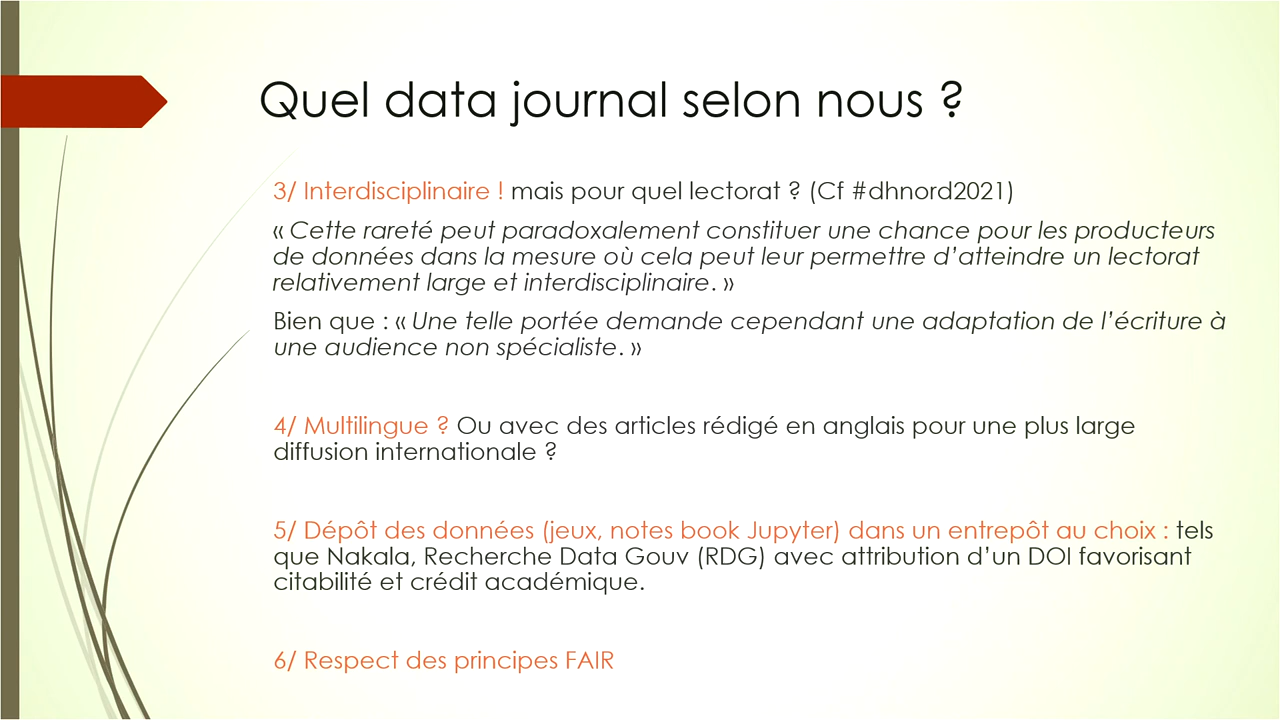 Quel data journal selon nous ?
3/ Interdisciplinaire ! mais pour quel lectorat ? (Cf #dhnord2021)
« Cette rareté peut paradoxalement constituer une chance pour les producteurs
de données dans la mesure où cela peut leur permettre d’atteindre un lectorat
relativement large et interdisciplinaire. »
Bien que : « Une telle portée demande cependant une adaptation de l’écriture à
une audience non spécialiste. »
4/ Multilingue ? Ou avec des articles rédigé en anglais pour une plus large
diffusion internationale ?
5/ Dépôt des données (jeux, notes book Jupyter) dans un entrepôt au choix : tels
que Nakala, Recherche Data Gouv (RDG) avec attribution d’un DOI favorisant
citabilité et crédit académique.
6/ Respect des principes FAIR